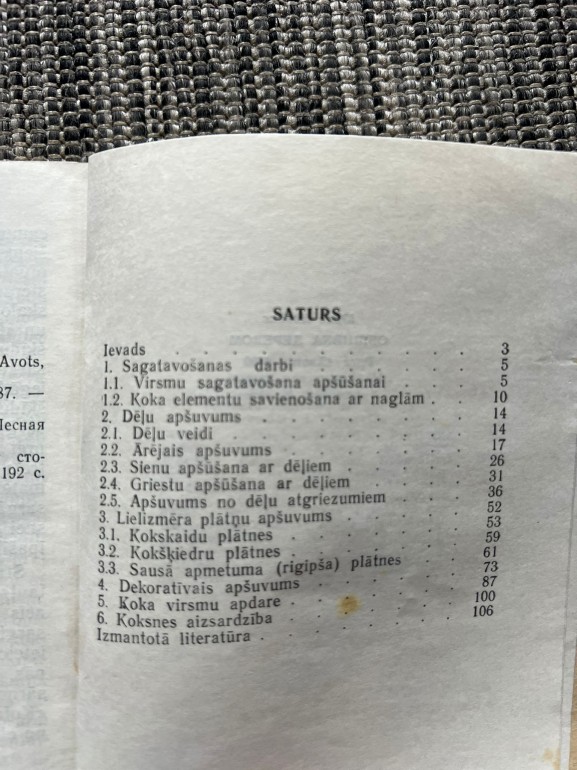 Avots,
87. —
сто-
192 с.
SATURS
Ievads . . . . . . . . . . 3
1. Sagatavošanas darbi . . . . . 5
1.1. Virsmu sagatavošana apšūšanai . . 5
1.2. Koka elementu savienošana ar naglām . 10
2. Dēļu apšuvums . . . . . . 14
2.1. Dēļu veidi . . . . . . . 14
2.2. Ārējais apšuvums . . . . . 17
2.3. Sienu apšūšana ar dēļiem . . . . 26
2.4. Griestu apšūšana ar dēļiem . . . 31
2.5. Apšuvums no dēļu atgriezumiem . . 36
3. Lielizmēra plātņu apšuvums . . . . 52
3.1. Kokskaidu plātnes . . . . . 53
3.2. Kokšķiedru plātnes . . . . . 59
3.3. Sausā apmetuma (rigipša) plātnes . . 61
4. Dekoratīvais apšuvums . . . . . 73
5. Koka virsmu apdare . . . . . 87
6. Koksnes aizsardzība . . . . . 100
Izmantotā literatūra . . . . . . 106